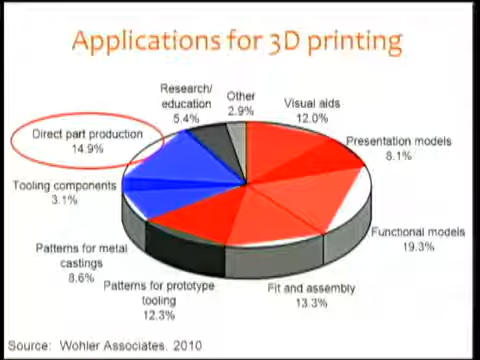 Applications for 3D printing
Research/
education
5.4%
Other
2.9%
Visual aids
12.0%
Direct part production
14.9%
Presentation models
8.1%
Tooling components
3.1%
Functional models
19.3%
Patterns for metal
castings
8.6%
Patterns for prototype
tooling
12.3%
Fit and assembly
13.3%
Source: Wohler Associates. 2010